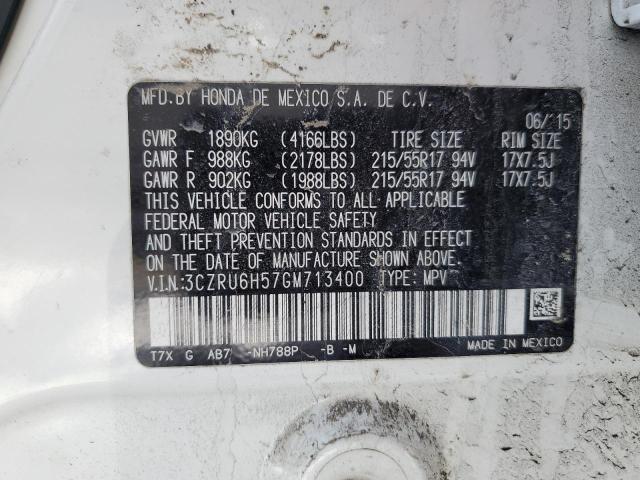 MFD.BY HONDA DE MEXICO S.A. DE C.V.
06/'15
GVWR 1890KG (4166LBS) TIRE SIZE RIM SIZE
GAWR F 988KG (2178LBS) 215/55R17 94V 17X7.5J
GAWR R 902KG (1988LBS) 215/55R17 94V 17X7.5J
THIS VEHICLE CONFORMS TO ALL APPLICABLE
FEDERAL MOTOR VEHICLE SAFETY
AND THEFT PREVENTION STANDARDS IN EFFECT
ON THE DATE OF MANUFACTURE SHOWN ABOVE.
V.I.N.:3CZRU6H57GM713400 TYPE: MPV
T7X G AB7 -NH788P -B -M
MADE IN MEXICO